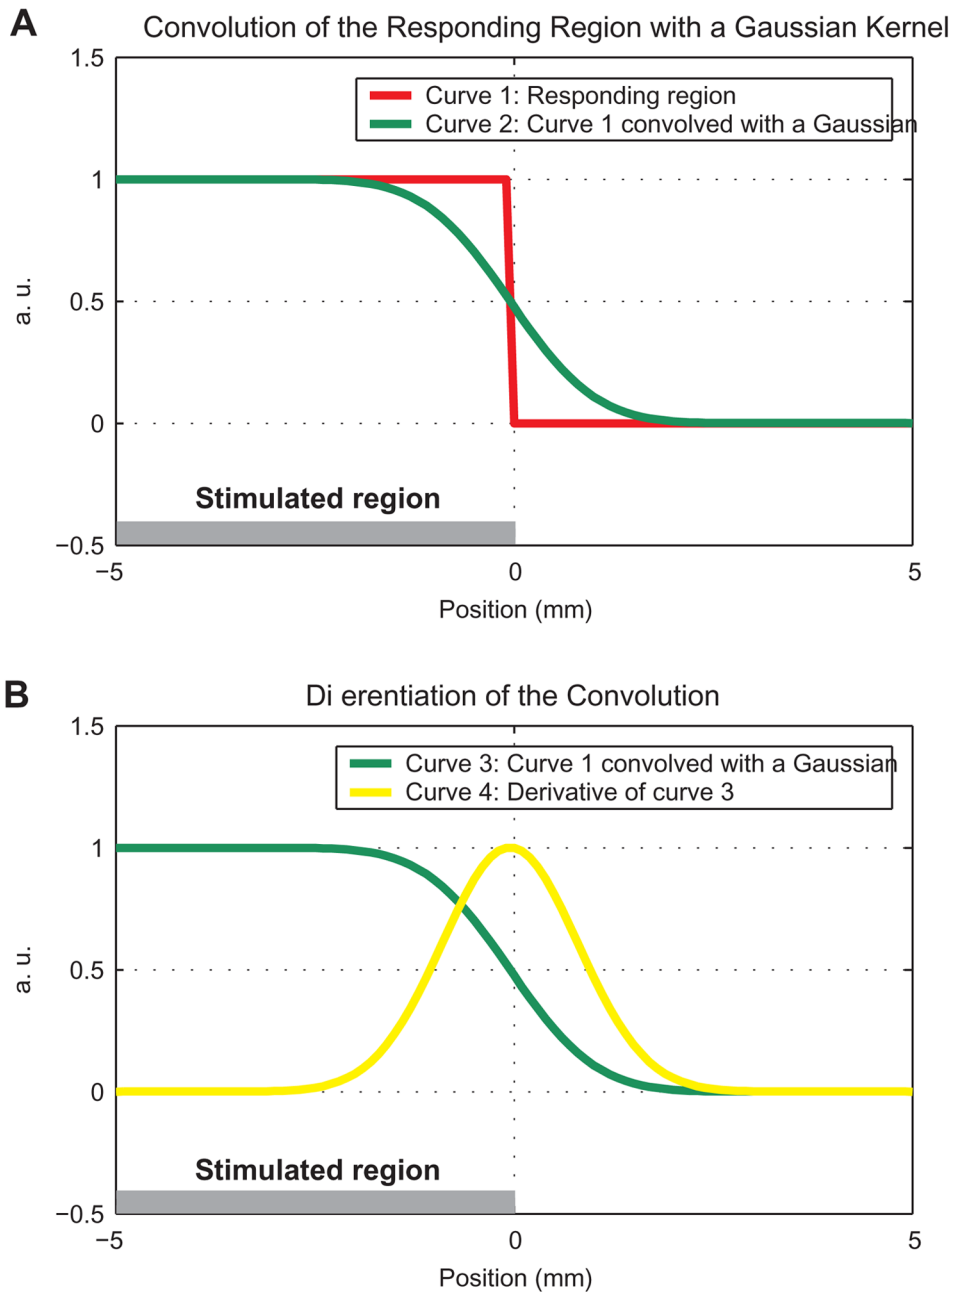 A
Convolution of the Responding Region with a Gaussian Kernel
1.5
Curve 1: Responding region
Curve 2: Curve 1 convolved with a Gaussian
1
0.5
a. u.
0
Stimulated region
−0.5
−5
0
5
Position (mm)
B
Di erentiation of the Convolution
1.5
Curve 3: Curve 1 convolved with a Gaussian
Curve 4: Derivative of curve 3
1
0.5
a. u.
0
Stimulated region
−0.5
−5
0
5
Position (mm)